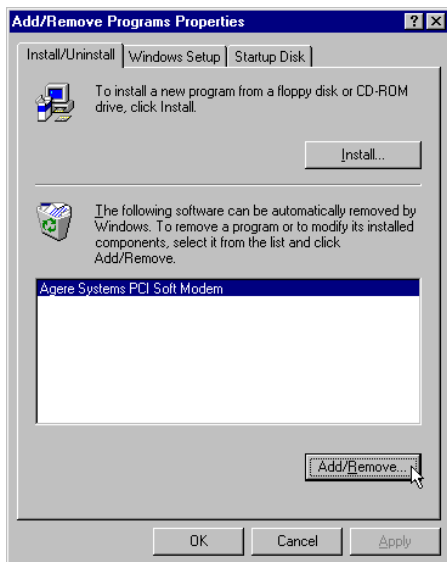 Add/Remove Programs Properties
Install/Uninstall
Windows Setup
Startup Disk
To install a new program from a floppy disk or CD-ROM
drive, click Install.
Install...
The following software can be automatically removed by
Windows. To remove a program or to modify its installed
components, select it from the list and click
Add/Remove.
Agere Systems PCI Soft Modem
Add/Remove...
OK
Cancel
Apply